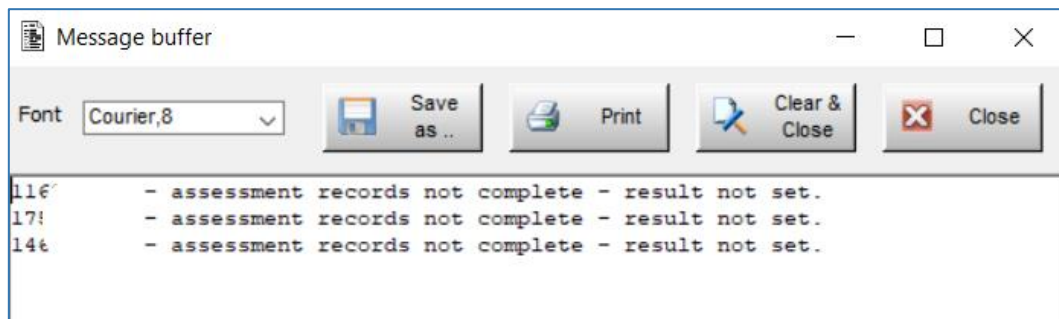 Message buffer
Font Courier,8 Save as .. Print Clear & Close Close
- assessment records not complete - result not set.
- assessment records not complete - result not set.
- assessment records not complete - result not set.